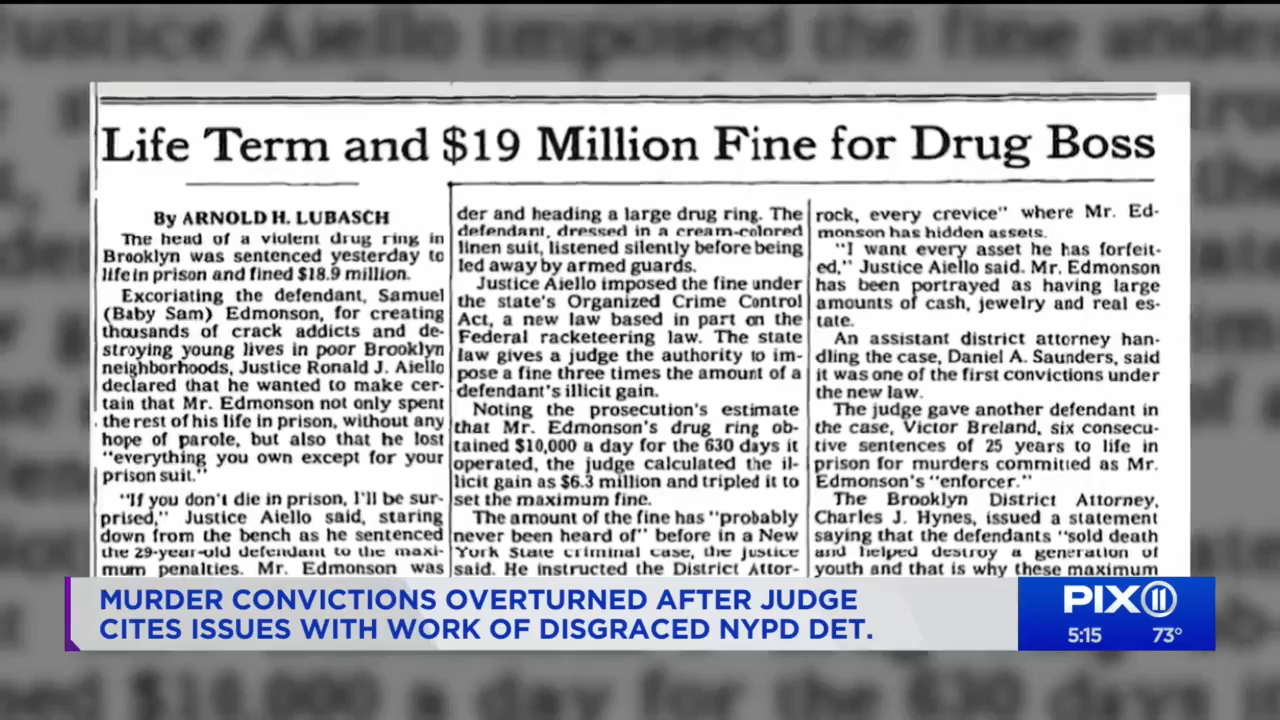 Life Term and $19 Million Fine for Drug Boss
By ARNOLD H. LUBASCH
The head of a violent drug ring in
Brooklyn was sentenced yesterday to
life in prison and fined $18.9 million.
Excoriating the defendant, Samuel
(Baby Sam) Edmonson, for creating
thousands of crack addicts and de-
stroying young lives in poor Brooklyn
neighborhoods, Justice Ronald J. Aiello
declared that he wanted to make cer-
tain that Mr. Edmonson not only spent
the rest of his life in prison, without any
hope of parole, but also that he lost
"everything you own except for your
prison suit."
"If you don't die in prison, I'll be sur-
prised," Justice Aiello said, staring
down from the bench as he sentenced
the 29-year-old defendant to the maxi-
mum penalties. Mr. Edmonson was
der and heading a large drug ring. The
defendant, dressed in a cream-colored
linen suit, listened silently before being
led away by armed guards.
Justice Aiello imposed the fine under
the state's Organized Crime Control
Act, a new law based in part on the
Federal racketeering law. The state
law gives a judge the authority to im-
pose a fine three times the amount of a
defendant's illicit gain.
Noting the prosecution's estimate
that Mr. Edmonson's drug ring ob-
tained $10,000 a day for the 630 days it
operated, the judge calculated the il-
licit gain as $6.3 million and tripled it to
set the maximum fine.
The amount of the fine has "probably
never been heard of" before in a New
York State criminal case, the justice
said. He instructed the District Attor-
rock, every crevice" where Mr. Ed-
monson has hidden assets.
"I want every asset he has forfeit-
ed," Justice Aiello said. Mr. Edmonson
has been portrayed as having large
amounts of cash, jewelry and real es-
tate.
An assistant district attorney han-
dling the case, Daniel A. Saunders, said
it was one of the first convictions under
the new law.
The judge gave another defendant in
the case, Victor Breland, six consecu-
tive sentences of 25 years to life in
prison for murders committed as Mr.
Edmonson's "enforcer."
The Brooklyn District Attorney,
Charles J. Hynes, issued a statement
saying that the defendants "sold death
and helped destroy a generation of
youth and that is why these maximum
MURDER CONVICTIONS OVERTURNED AFTER JUDGE
CITES ISSUES WITH WORK OF DISGRACED NYPD DET.
PIX11
5:15 73°